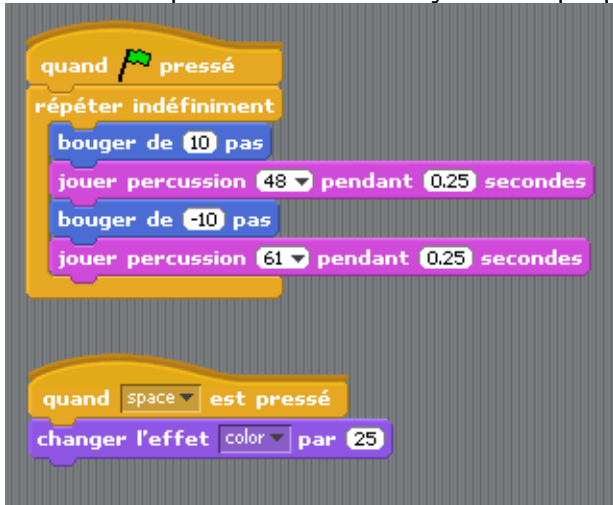 quand pressé
répéter indéfiniment
bouger de 10 pas
jouer percussion 48 pendant 0.25 secondes
bouger de -10 pas
jouer percussion 61 pendant 0.25 secondes
quand space est pressé
changer l'effet color par 25